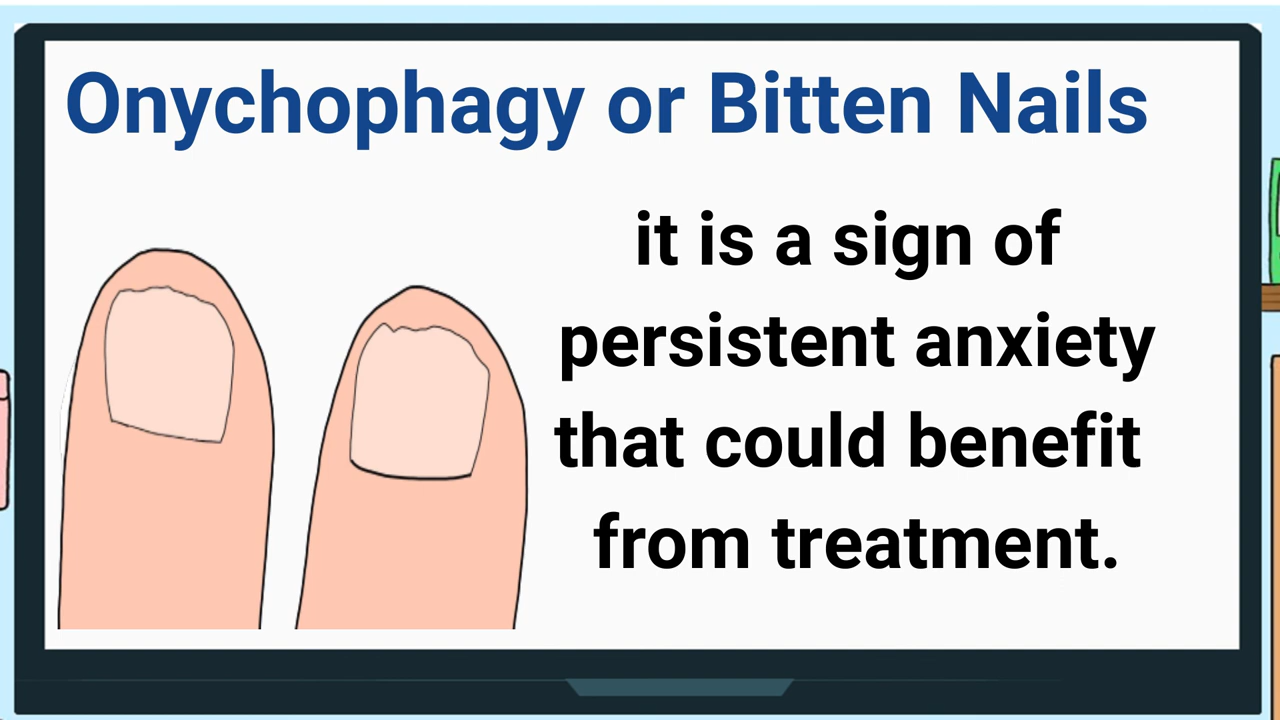 Onychophagy or Bitten Nails
it is a sign of
persistent anxiety
that could benefit
from treatment.